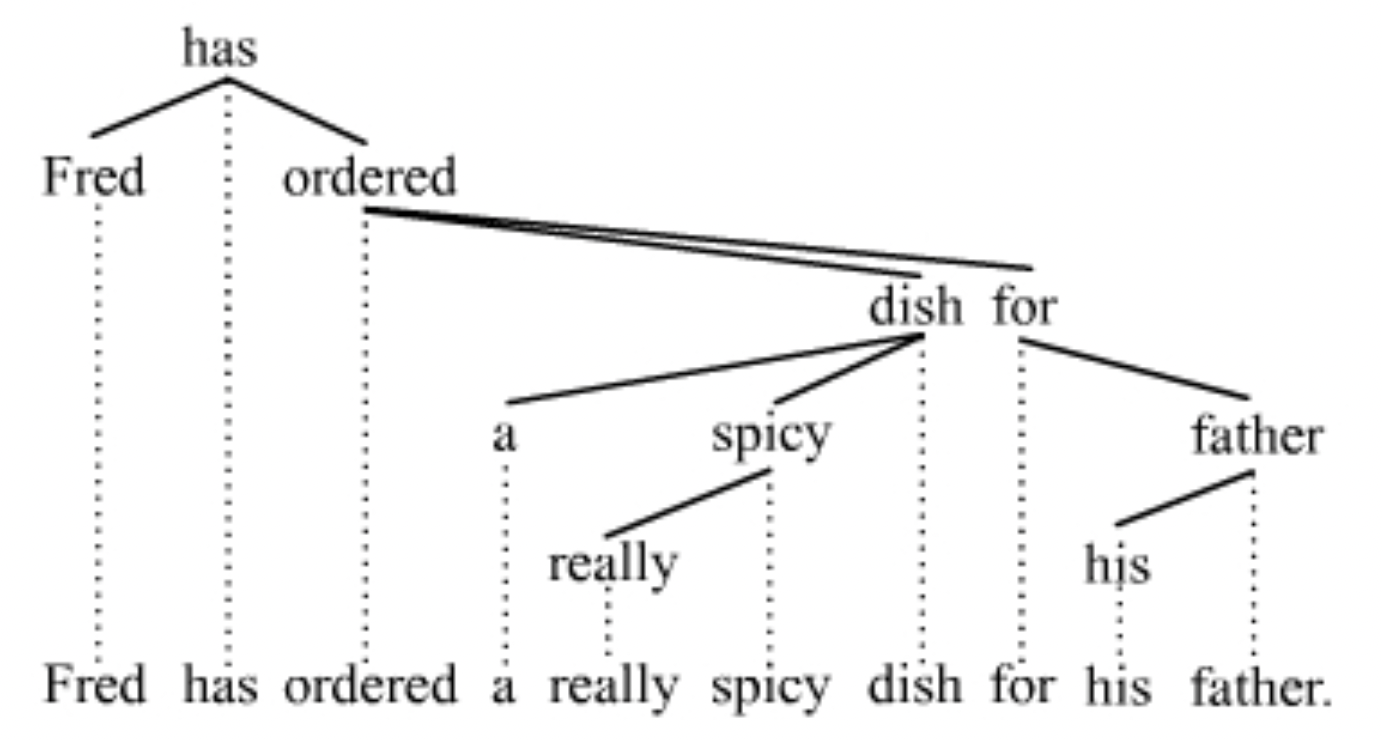 has
Fred ordered
dish for
a spicy father
really his
Fred has ordered a really spicy dish for his father.